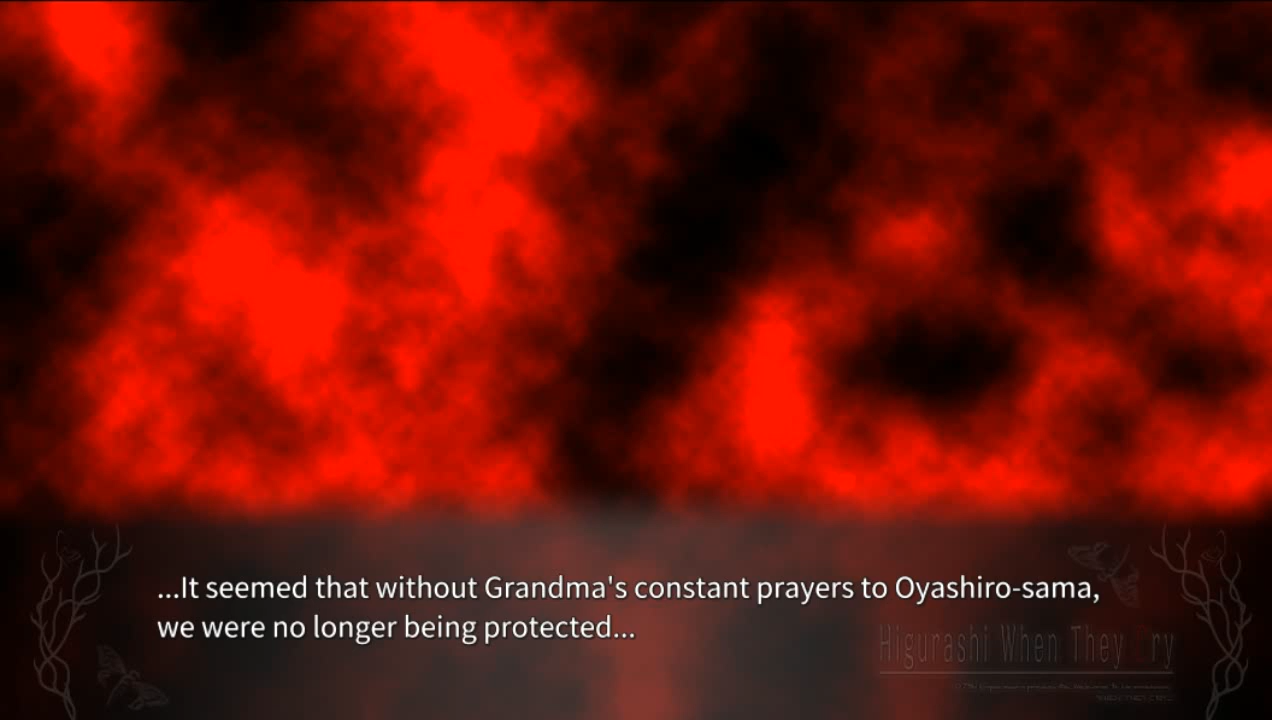 ...It seemed that without Grandma's constant prayers to Oyashiro-sama,
we were no longer being protected...
Higurashi When They Cry